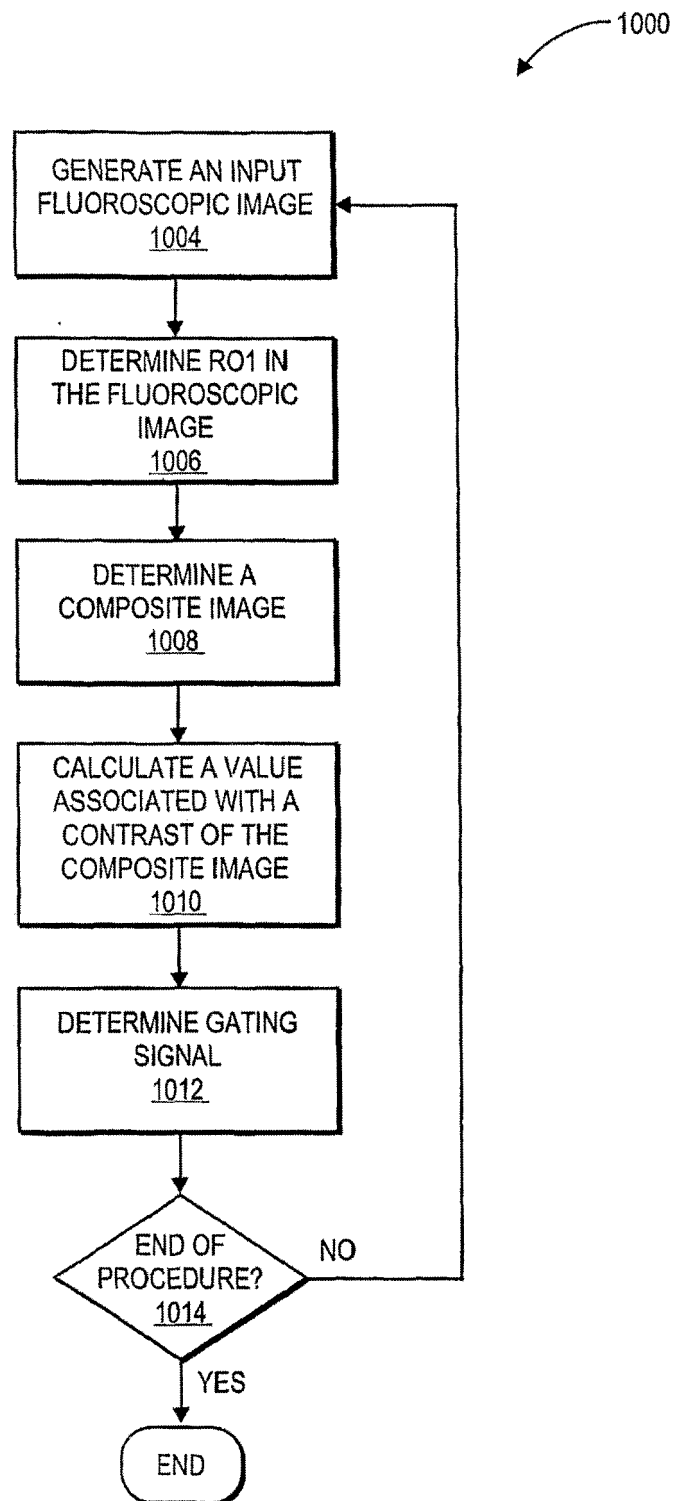 1000
GENERATE AN INPUT
FLUOROSCOPIC IMAGE
1004
DETERMINE RO1 IN
THE FLUOROSCOPIC
IMAGE
1006
DETERMINE A
COMPOSITE IMAGE
1008
CALCULATE A VALUE
ASSOCIATED WITH A
CONTRAST OF THE
COMPOSITE IMAGE
1010
DETERMINE GATING
SIGNAL
1012
END OF
PROCEDURE?
1014
NO
YES
END